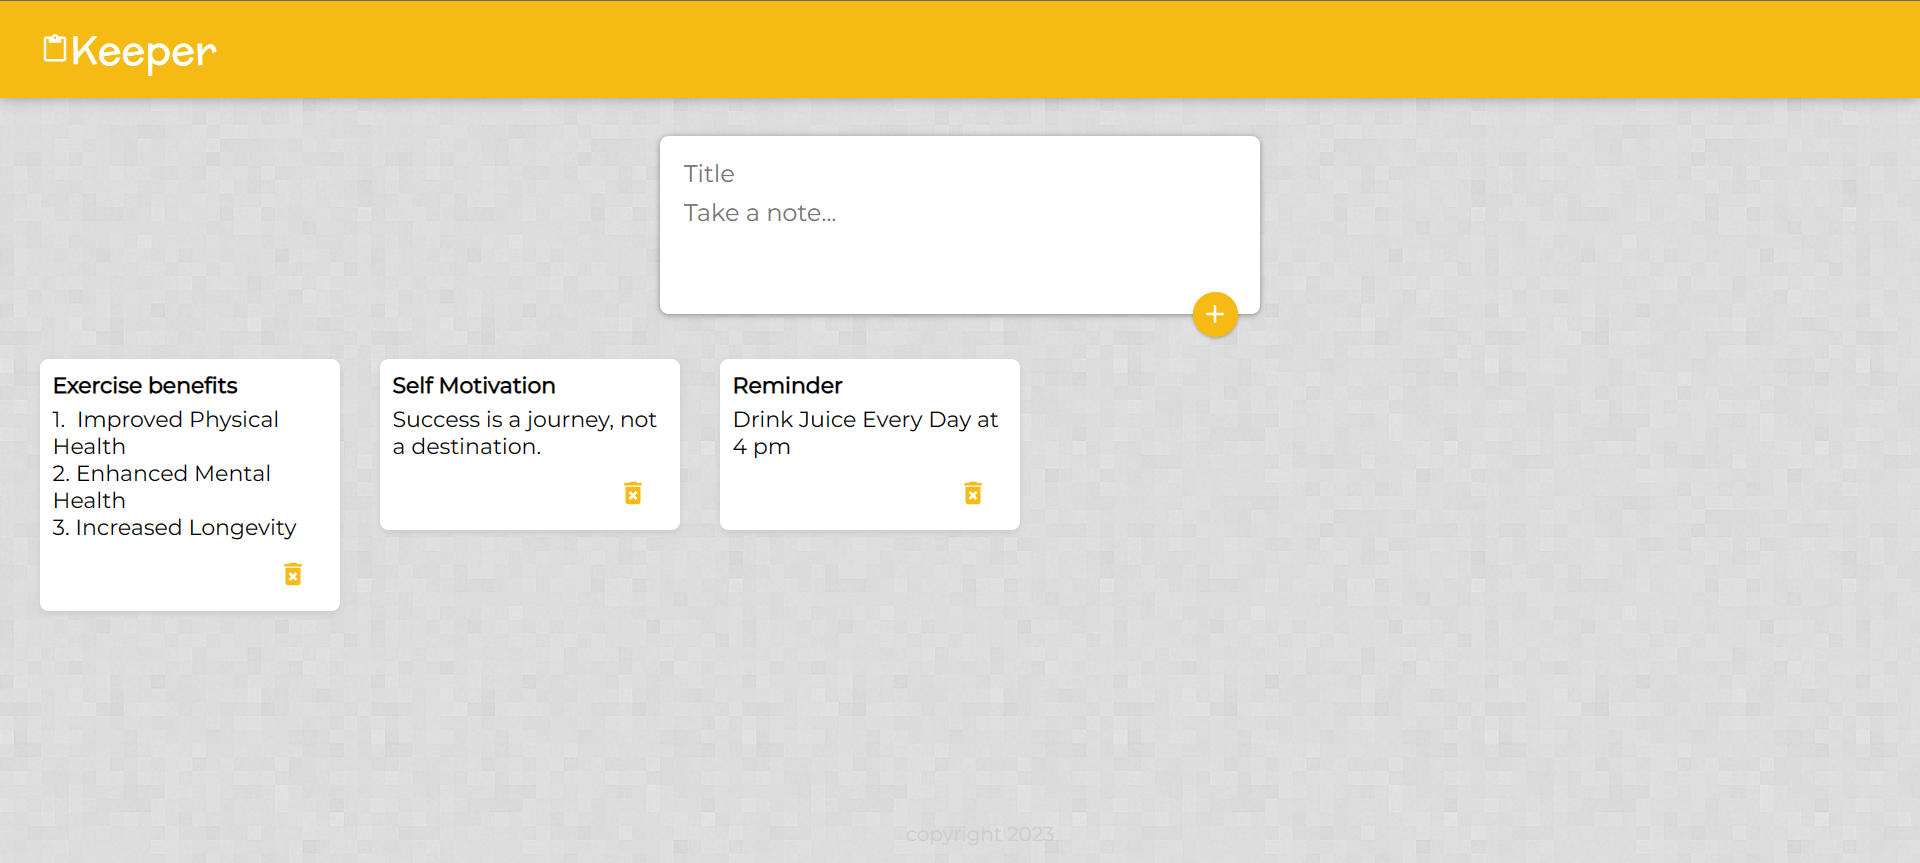 Keeper
Title
Take a note...
Exercise benefits
1.  Improved Physical
Health
2. Enhanced Mental
Health
3. Increased Longevity
Self Motivation
Success is a journey, not
a destination.
Reminder
Drink Juice Every Day at
4 pm
copyright 2023